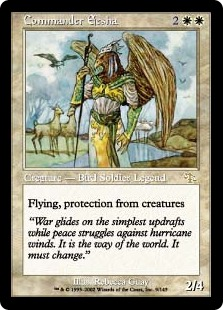 Commander Eesha 2
Creature — Bird Soldier Legend
Flying, protection from creatures
"War glides on the simplest updrafts
while peace struggles against hurricane
winds. It is the way of the world. It
must change."
Illus. Rebecca Guay
™ & © 1993-2002 Wizards of the Coast, Inc. 9/143
2/4